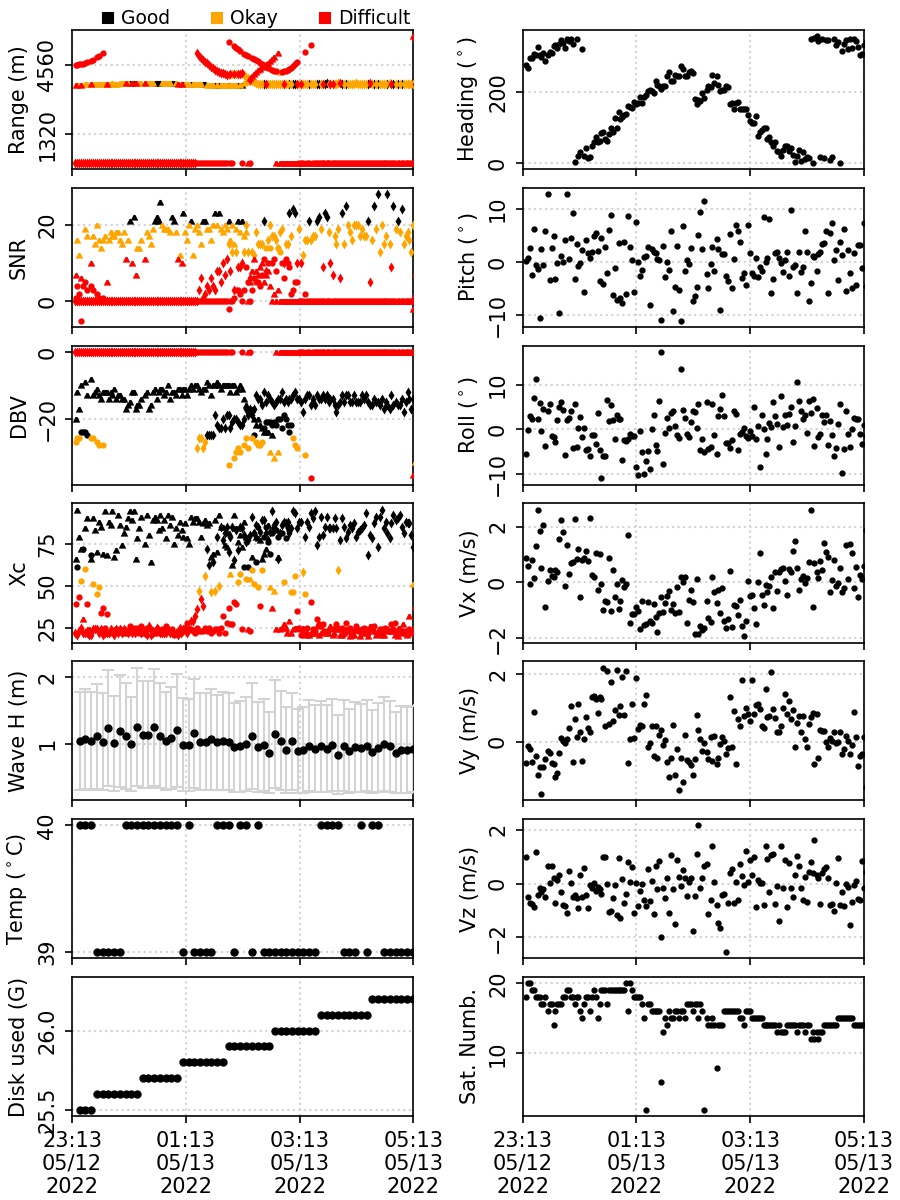 Good Okay Difficult
Range (m)
4560
1320
Heading (°)
200
0
SNR
20
0
Pitch (°)
10
0
−10
DBV
0
−20
Roll (°)
10
0
−10
Xc
75
50
25
Vx (m/s)
2
0
−2
Wave H (m)
2
1
Vy (m/s)
2
0
Temp (°C)
40
39
Vz (m/s)
2
0
−2
Disk used (G)
26.0
25.5
Sat. Numb.
20
10
23:13 01:13 03:13 05:13
05/12 05/13 05/13 05/13
2022 2022 2022 2022
23:13 01:13 03:13 05:13
05/12 05/13 05/13 05/13
2022 2022 2022 2022